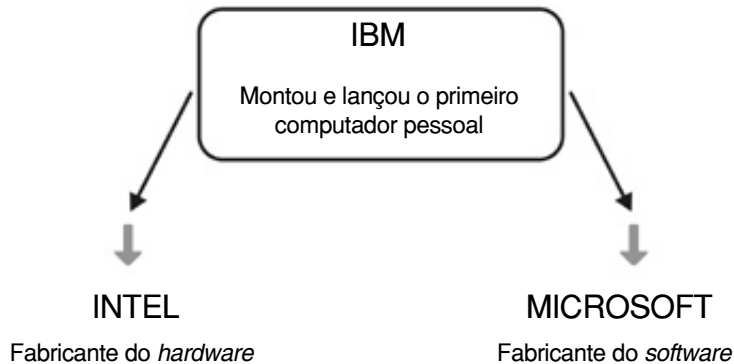 IBM
Montou e lançou o primeiro
computador pessoal
INTEL
MICROSOFT
Fabricante do hardware
Fabricante do software